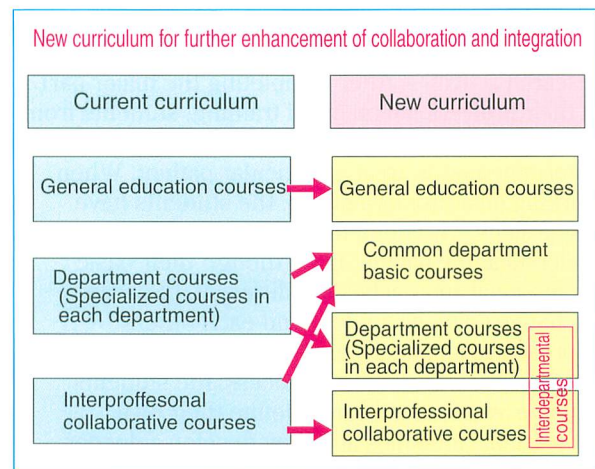 New curriculum for further enhancement of collaboration and integration
Current curriculum
New curriculum
General education courses
General education courses
Department courses
(Specialized courses in
each department)
Common department
basic courses
Department courses
(Specialized courses
in each department)
Interproffesonal
collaborative courses
Interprofessional
collaborative courses
Interdepartmental
courses